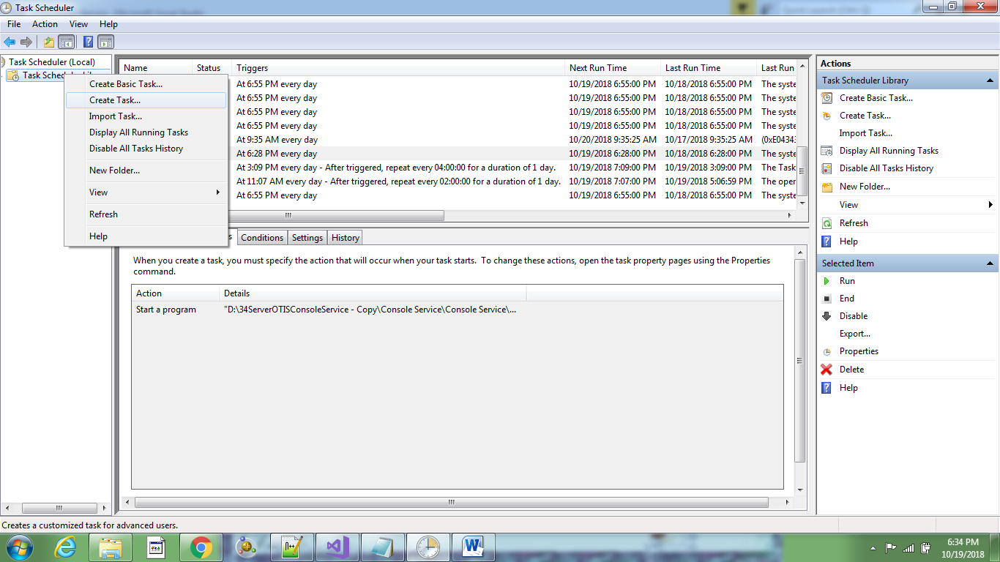 Task Scheduler
File Action View Help
Task Scheduler (Local)
Task Sched
Create Basic Task...
Create Task...
Import Task...
Display All Running Tasks
Disable All Tasks History
New Folder...
View
Refresh
Help
Name Status Triggers Next Run Time Last Run Time Last Run
At 6:55 PM every day 10/19/2018 6:55:00 PM 10/18/2018 6:55:00 PM The syste
At 6:55 PM every day 10/19/2018 6:55:00 PM 10/18/2018 6:55:00 PM The syste
At 6:55 PM every day 10/19/2018 6:55:00 PM 10/18/2018 6:55:00 PM The syste
At 6:55 PM every day 10/19/2018 6:55:00 PM 10/18/2018 6:55:00 PM The syste
At 9:35 AM every day 10/20/2018 9:35:25 AM 10/17/2018 9:35:25 AM (0xE0434
At 6:28 PM every day 10/19/2018 6:28:00 PM 10/18/2018 6:28:00 PM The syste
At 3:09 PM every day - After triggered, repeat every 04:00:00 for a duration of 1 day. 10/19/2018 7:09:00 PM 10/19/2018 3:09:00 PM The Task
At 11:07 AM every day - After triggered, repeat every 02:00:00 for a duration of 1 day. 10/19/2018 7:07:00 PM 10/19/2018 5:06:59 PM The oper
At 6:55 PM every day 10/19/2018 6:55:00 PM 10/18/2018 6:55:00 PM The syste
s Conditions Settings History
When you create a task, you must specify the action that will occur when your task starts. To change these actions, open the task property pages using the Properties
command.
Action Details
Start a program "D:\34ServerOTISConsoleService - Copy\Console Service\Console Service\...
Actions
Task Scheduler Library
Create Basic Task...
Create Task...
Import Task...
Display All Running Tasks
Disable All Tasks History
New Folder...
View
Refresh
Help
Selected Item
Run
End
Disable
Export...
Properties
Delete
Help
Creates a customized task for advanced users.
6:34 PM
10/19/2018